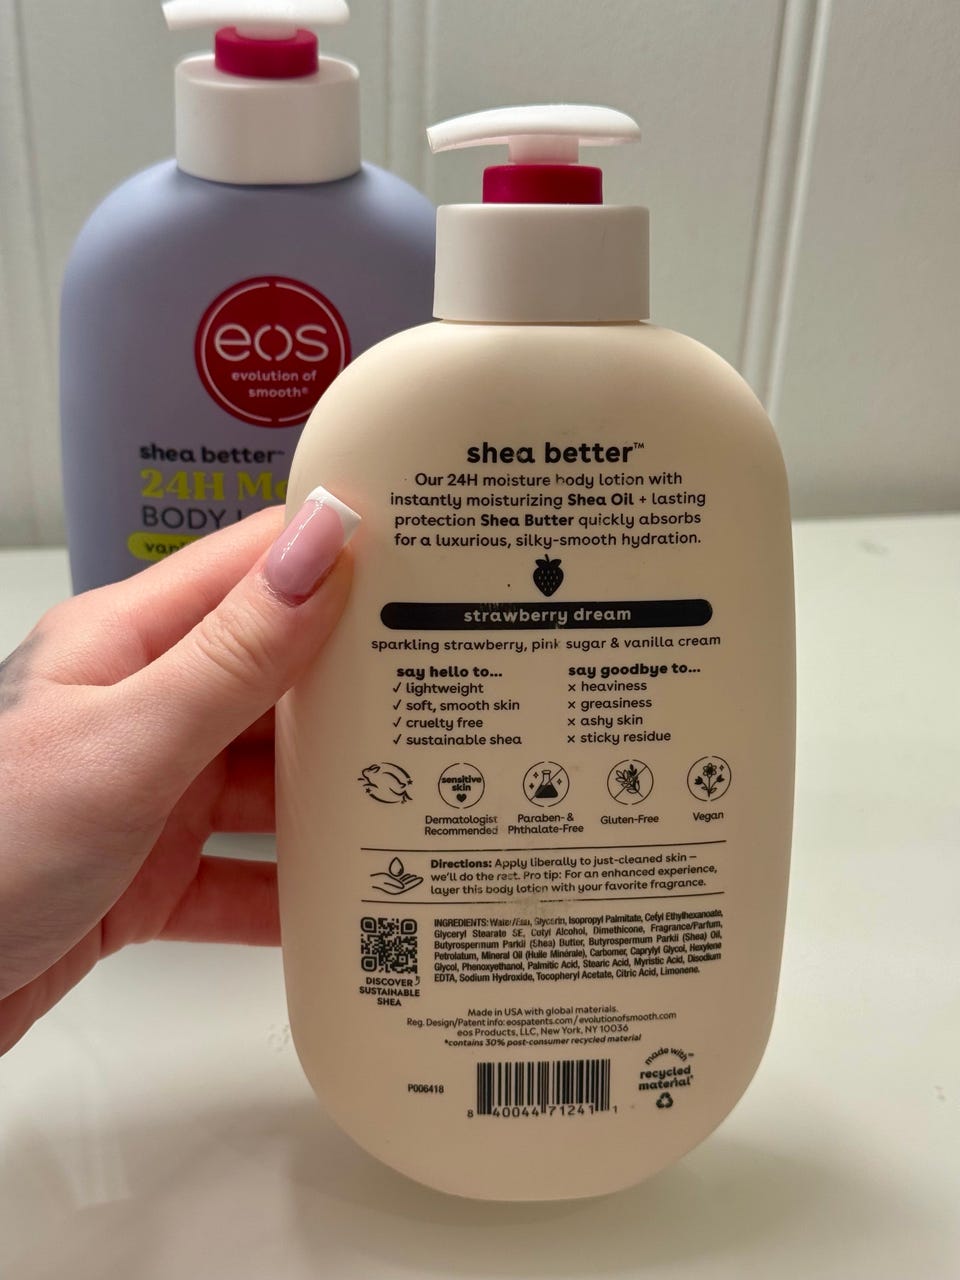 eos
evolution of
smooth®
shea better™
24H Mo
BODY L
van
shea better™
Our 24H moisture body lotion with
instantly moisturizing Shea Oil + lasting
protection Shea Butter quickly absorbs
for a luxurious, silky-smooth hydration.
strawberry dream
sparkling strawberry, pink sugar & vanilla cream
say hello to...
✓ lightweight
✓ soft, smooth skin
✓ cruelty free
✓ sustainable shea
say goodbye to...
× heaviness
× greasiness
× ashy skin
× sticky residue
sensitive
skin
Dermatologist
Recommended
Paraben- &
Phthalate-Free
Gluten-Free
Vegan
Directions: Apply liberally to just-cleaned skin –
we'll do the rest. Pro tip: For an enhanced experience,
layer this body lotion with your favorite fragrance.
INGREDIENTS: Water/Eau, Glycerin, Isopropyl Palmitate, Cetyl Ethylhexanoate,
Glyceryl Stearate SE, Cetyl Alcohol, Dimethicone, Fragrance/Parfum,
Butyrospermum Parkii (Shea) Butter, Butyrospermum Parkii (Shea) Oil,
Petrolatum, Mineral Oil (Huile Minérale), Carbomer, Caprylyl Glycol, Hexylene
Glycol, Phenoxyethanol, Palmitic Acid, Stearic Acid, Myristic Acid, Disodium
EDTA, Sodium Hydroxide, Tocopheryl Acetate, Citric Acid, Limonene.
DISCOVER
SUSTAINABLE
SHEA
Made in USA with global materials.
Reg. Design/Patent info: eospatents.com/evolutionofsmooth.com
eos Products, LLC, New York, NY 10036
*contains 30% post-consumer recycled material
P006418
8 40044 71241 1
made with
recycled
material*